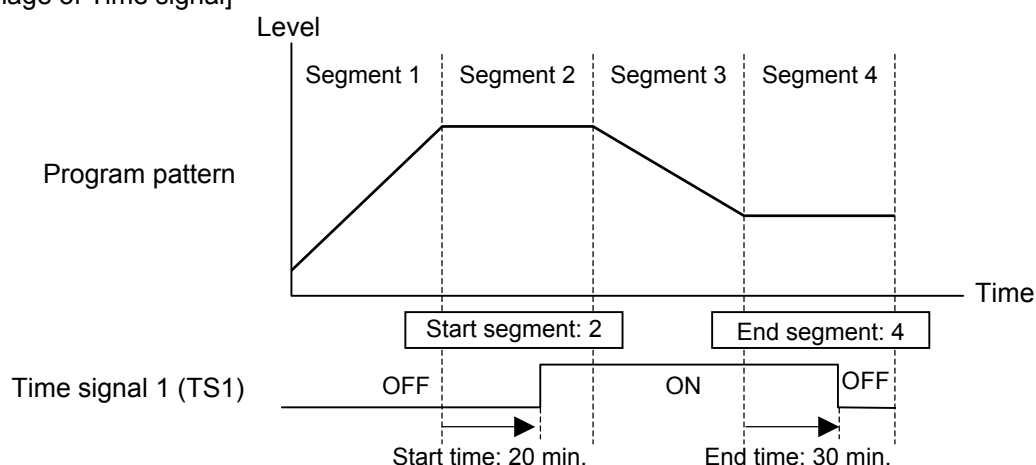 of Time signal]
Level
Segment 1 Segment 2 Segment 3 Segment 4
Program pattern
Time
Start segment: 2 End segment: 4
Time signal 1 (TS1) OFF ON OFF
Start time: 20 min. End time: 30 min.